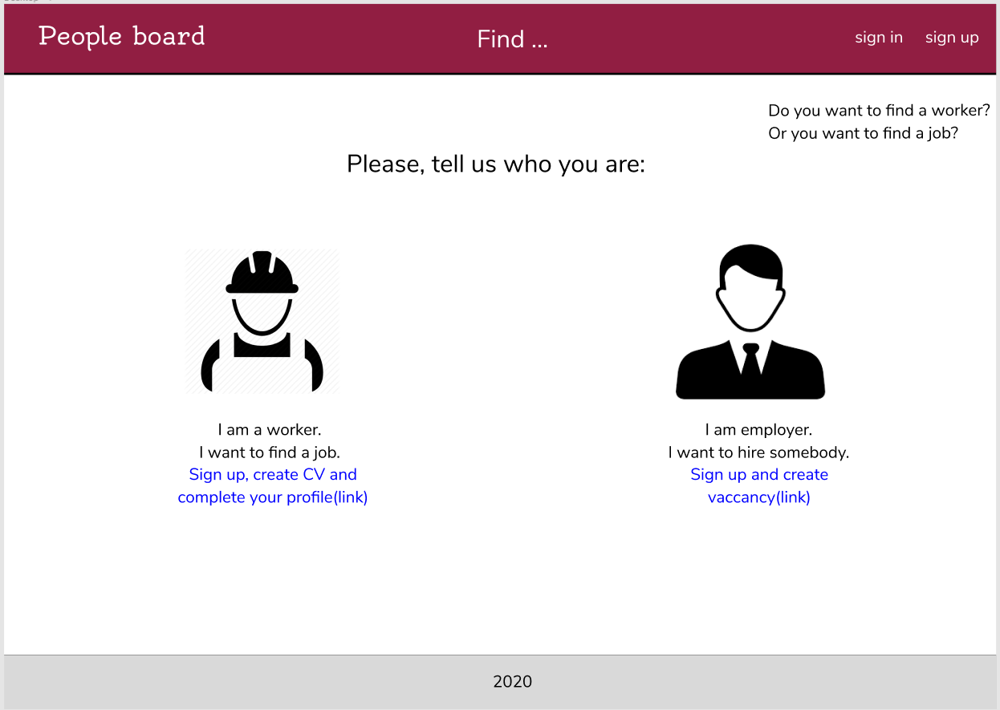 People board
Find ...
sign in
sign up
Do you want to find a worker?
Or you want to find a job?
Please, tell us who you are:
I am a worker.
I want to find a job.
Sign up, create CV and
complete your profile(link)
I am employer.
I want to hire somebody.
Sign up and create
vaccancy(link)
2020